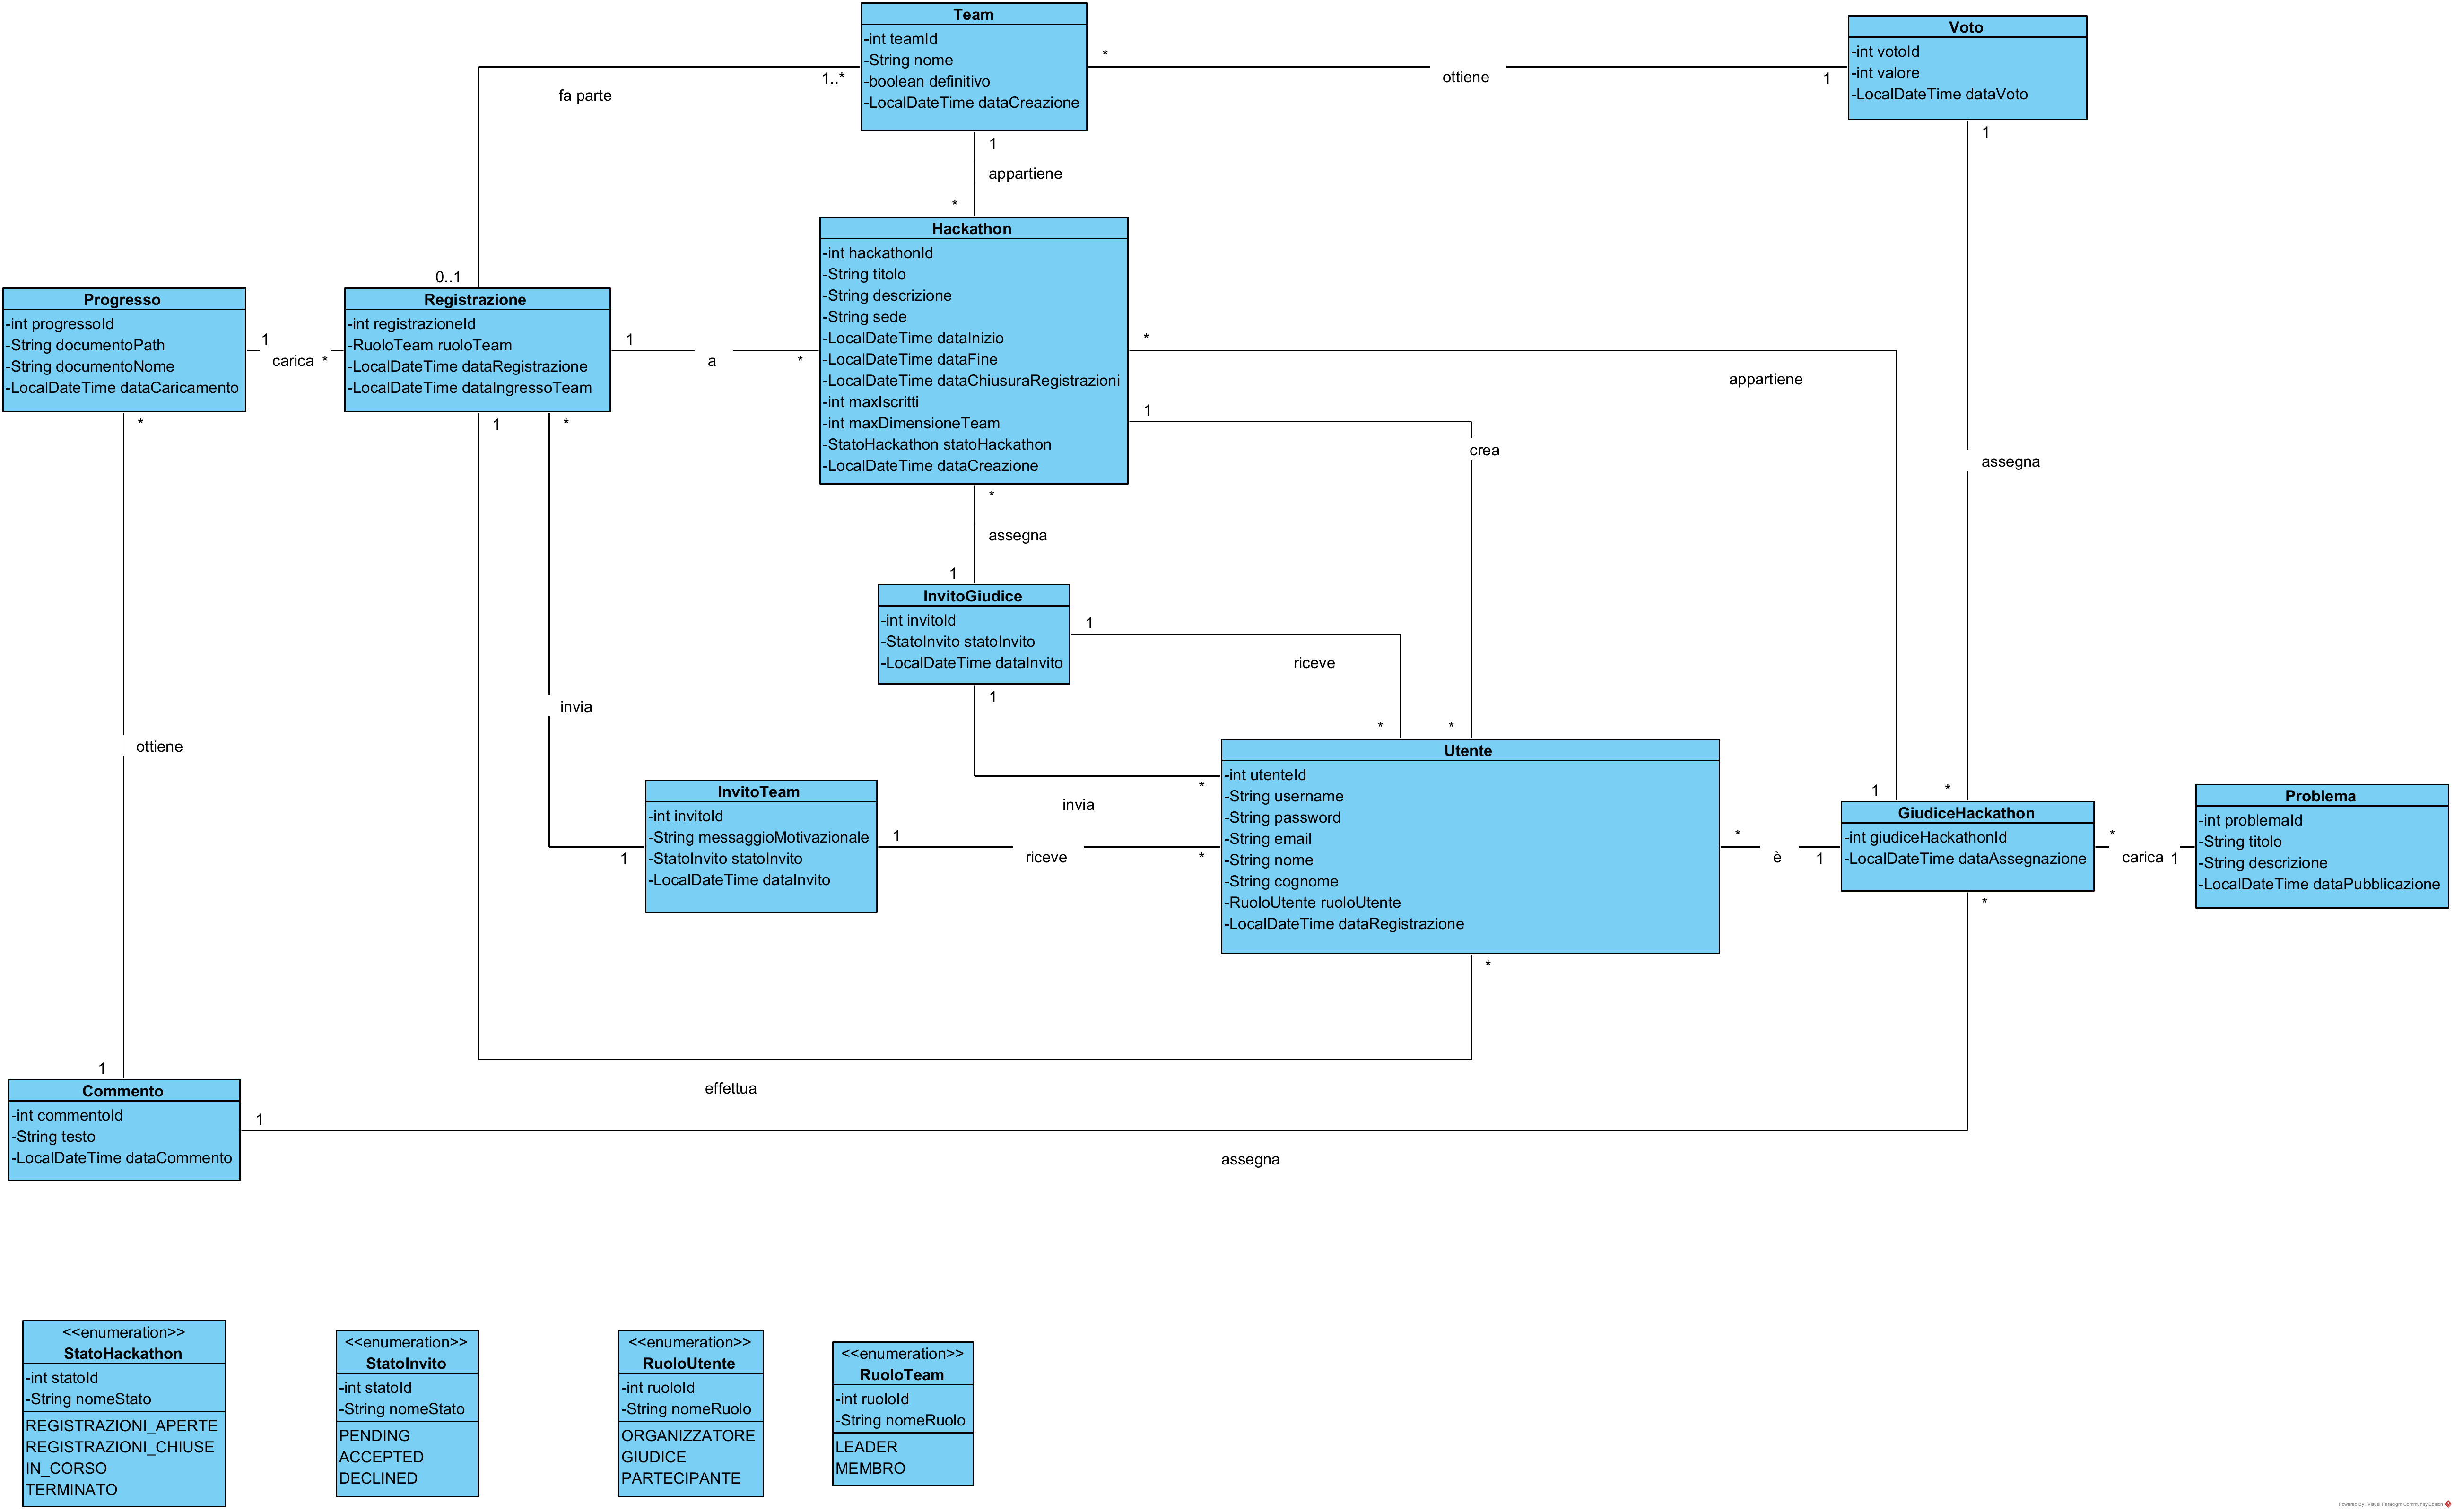 Team
-int teamId
-String nome
-boolean definitivo
-LocalDateTime dataCreazione
Voto
-int votoId
-int valore
-LocalDateTime dataVoto
*
ottiene
1
1..*
fa parte
0..1
1
appartiene
*
1
assegna
*
Hackathon
-int hackathonId
-String titolo
-String descrizione
-String sede
-LocalDateTime dataInizio
-LocalDateTime dataFine
-LocalDateTime dataChiusuraRegistrazioni
-int maxIscritti
-int maxDimensioneTeam
-StatoHackathon statoHackathon
-LocalDateTime dataCreazione
Progresso
-int progressoId
-String documentoPath
-String documentoNome
-LocalDateTime dataCaricamento
1
carica
*
Registrazione
-int registrazioneId
-RuoloTeam ruoloTeam
-LocalDateTime dataRegistrazione
-LocalDateTime dataIngressoTeam
1
a
*
*
appartiene
1
1
crea
*
*
assegna
1
InvitoGiudice
-int invitoId
-StatoInvito statoInvito
-LocalDateTime dataInvito
1
riceve
*
1
invia
*
*
invia
1
InvitoTeam
-int invitoId
-String messaggioMotivazionale
-StatoInvito statoInvito
-LocalDateTime dataInvito
1
riceve
*
Utente
-int utenteId
-String username
-String password
-String email
-String nome
-String cognome
-RuoloUtente ruoloUtente
-LocalDateTime dataRegistrazione
*
è
1
GiudiceHackathon
-int giudiceHackathonId
-LocalDateTime dataAssegnazione
*
carica
1
Problema
-int problemaId
-String titolo
-String descrizione
-LocalDateTime dataPubblicazione
1
effettua
*
*
ottiene
1
Commento
-int commentoId
-String testo
-LocalDateTime dataCommento
1
assegna
*
<<enumeration>>
StatoHackathon
-int statoId
-String nomeStato
REGISTRAZIONI_APERTE
REGISTRAZIONI_CHIUSE
IN_CORSO
TERMINATO
<<enumeration>>
StatoInvito
-int statoId
-String nomeStato
PENDING
ACCEPTED
DECLINED
<<enumeration>>
RuoloUtente
-int ruoloId
-String nomeRuolo
ORGANIZZATORE
GIUDICE
PARTECIPANTE
<<enumeration>>
RuoloTeam
-int ruoloId
-String nomeRuolo
LEADER
MEMBRO
Powered By: Visual Paradigm Community Edition